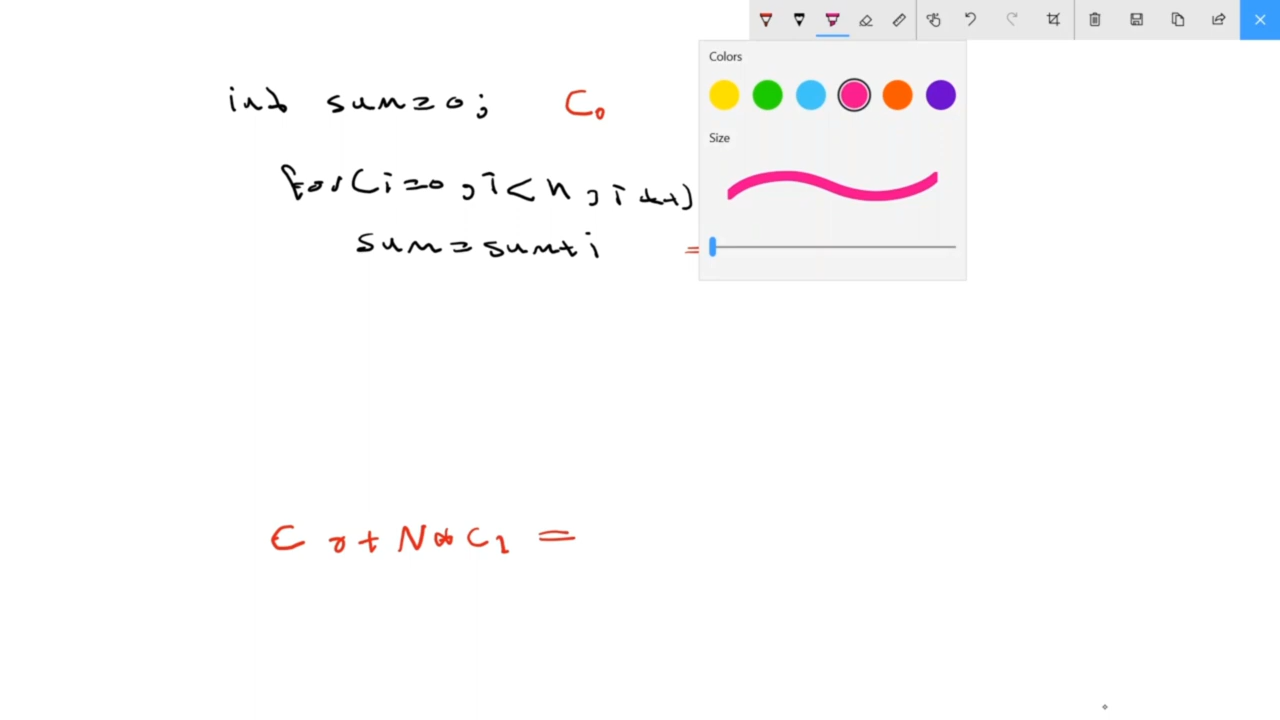 Colors
int sum=0; C0
Size
for(i=0;i<n;i++)
sum=sum+i =
C0+N*C1=